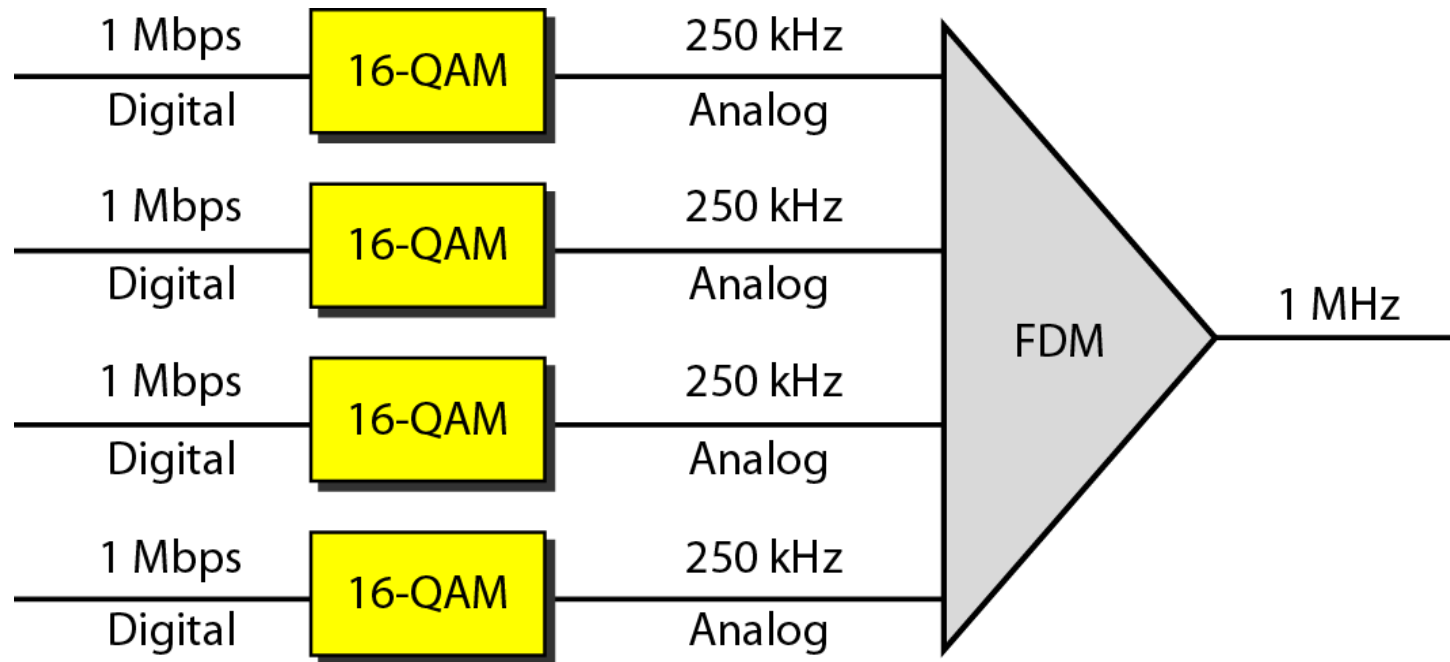 1 Mbps
16-QAM
250 kHz
Digital
Analog
1 Mbps
16-QAM
250 kHz
Digital
Analog
FDM
1 MHz
1 Mbps
16-QAM
250 kHz
Digital
Analog
1 Mbps
16-QAM
250 kHz
Digital
Analog